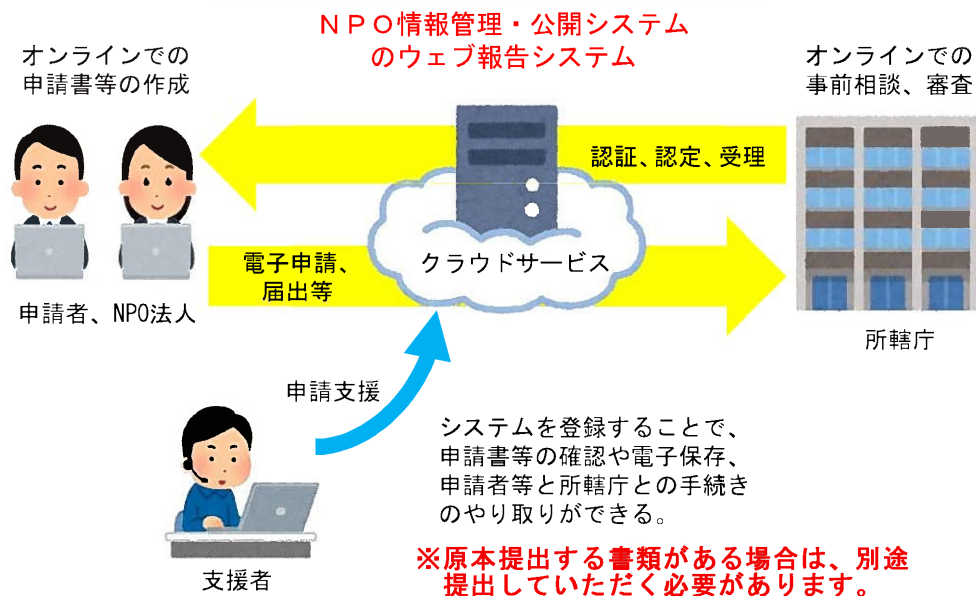 NPO情報管理・公開システム
のウェブ報告システム
オンラインでの
申請書等の作成
オンラインでの
事前相談、審査
認証、認定、受理
電子申請、
届出等
クラウドサービス
申請者、NPO法人
所轄庁
申請支援
支援者
システムを登録することで、
申請書等の確認や電子保存、
申請者等と所轄庁との手続き
のやり取りができる。
※原本提出する書類がある場合は、別途
提出していただく必要があります。